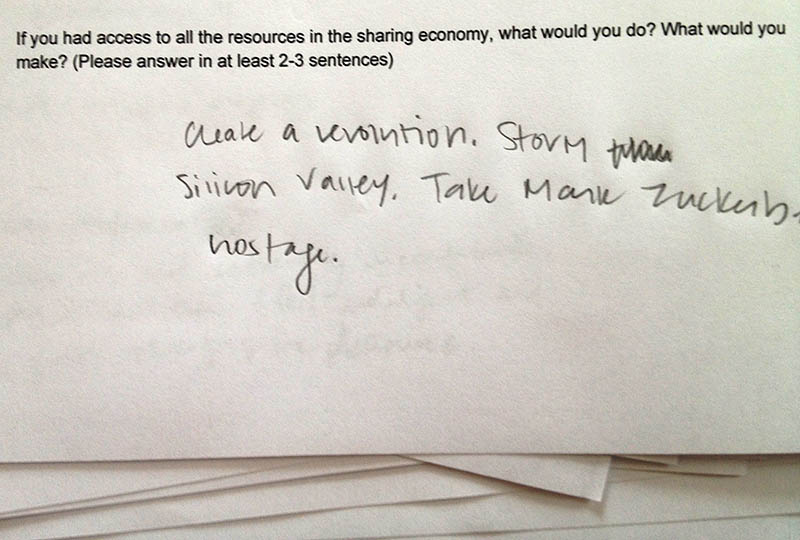 If you had access to all the resources in the sharing economy, what would you do? What would you
make? (Please answer in at least 2-3 sentences)
Create a revolution. Storm
Silicon Valley. Take Mark Zuckerb
hostage.